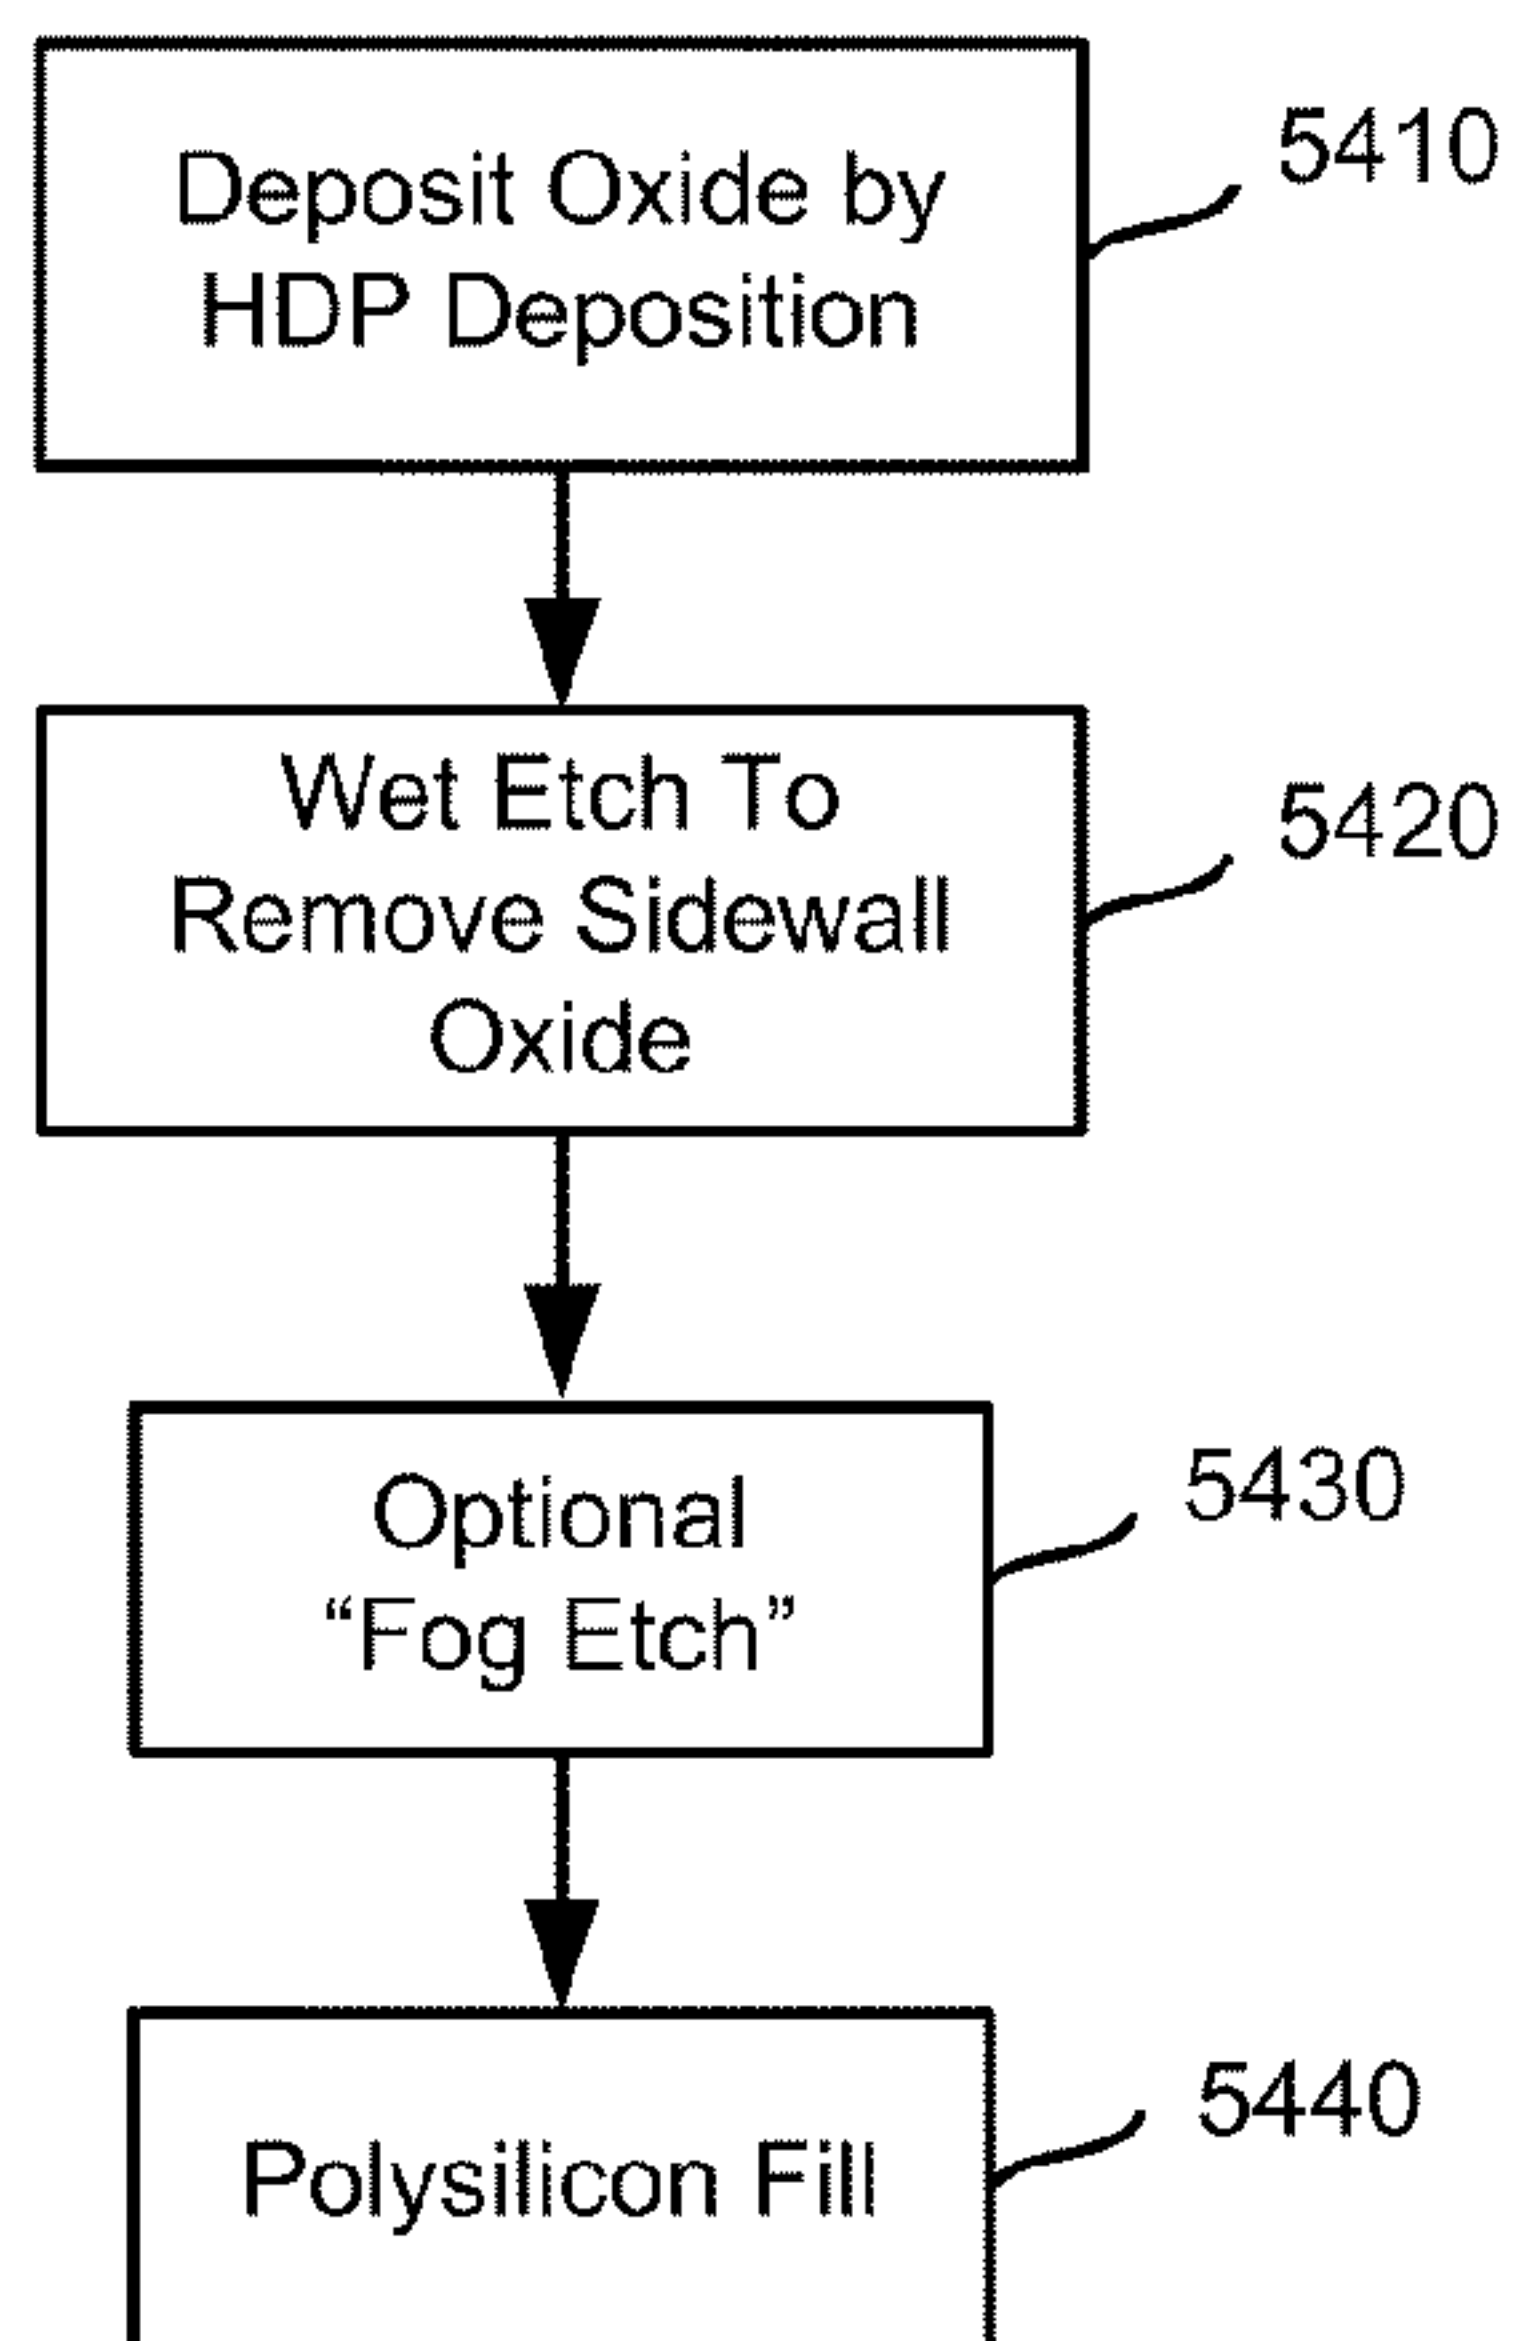 Deposit Oxide by
HDP Deposition
5410
Wet Etch To
Remove Sidewall
Oxide
5420
Optional
“Fog Etch”
5430
Polysilicon Fill
5440